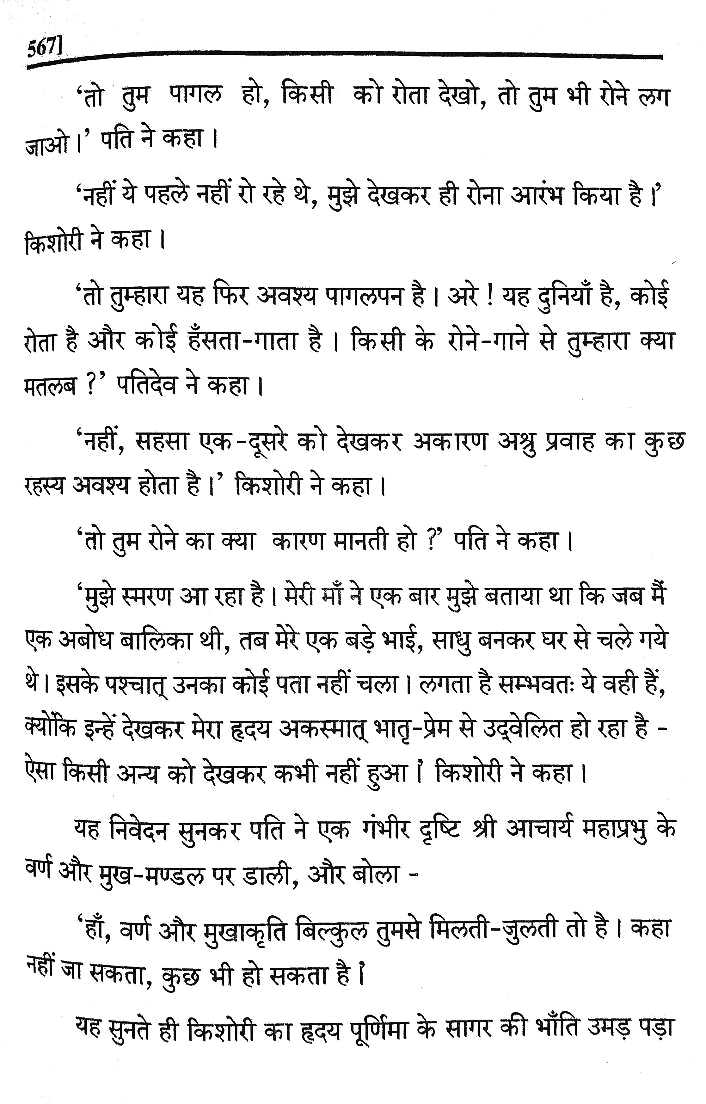 567]
‘तो तुम पागल हो, किसी को रोता देखो, तो तुम भी रोने लग
जाओ।’ पति ने कहा।
‘नहीं ये पहले नहीं रो रहे थे, मुझे देखकर ही रोना आरंभ किया है।’
किशोरी ने कहा।
‘तो तुम्हारा यह फिर अवश्य पागलपन है। अरे ! यह दुनियाँ है, कोई
रोता है और कोई हँसता-गाता है। किसी के रोने-गाने से तुम्हारा क्या
मतलब ?’ पतिदेव ने कहा।
‘नहीं, सहसा एक-दूसरे को देखकर अकारण अश्रु प्रवाह का कुछ
रहस्य अवश्य होता है।’ किशोरी ने कहा।
‘तो तुम रोने का क्या कारण मानती हो ?’ पति ने कहा।
‘मुझे स्मरण आ रहा है। मेरी माँ ने एक बार मुझे बताया था कि जब मैं
एक अबोध बालिका थी, तब मेरे एक बड़े भाई, साधु बनकर घर से चले गये
थे। इसके पश्चात् उनका कोई पता नहीं चला। लगता है सम्भवतः ये वही हैं,
क्योंकि इन्हें देखकर मेरा हृदय अकस्मात् भातृ-प्रेम से उद्वेलित हो रहा है -
ऐसा किसी अन्य को देखकर कभी नहीं हुआ।’ किशोरी ने कहा।
यह निवेदन सुनकर पति ने एक गंभीर दृष्टि श्री आचार्य महाप्रभु के
वर्ण और मुख-मण्डल पर डाली, और बोला -
‘हाँ, वर्ण और मुखाकृति बिल्कुल तुमसे मिलती-जुलती तो है। कहा
नहीं जा सकता, कुछ भी हो सकता है।’
यह सुनते ही किशोरी का हृदय पूर्णिमा के सागर की भाँति उमड़ पड़ा